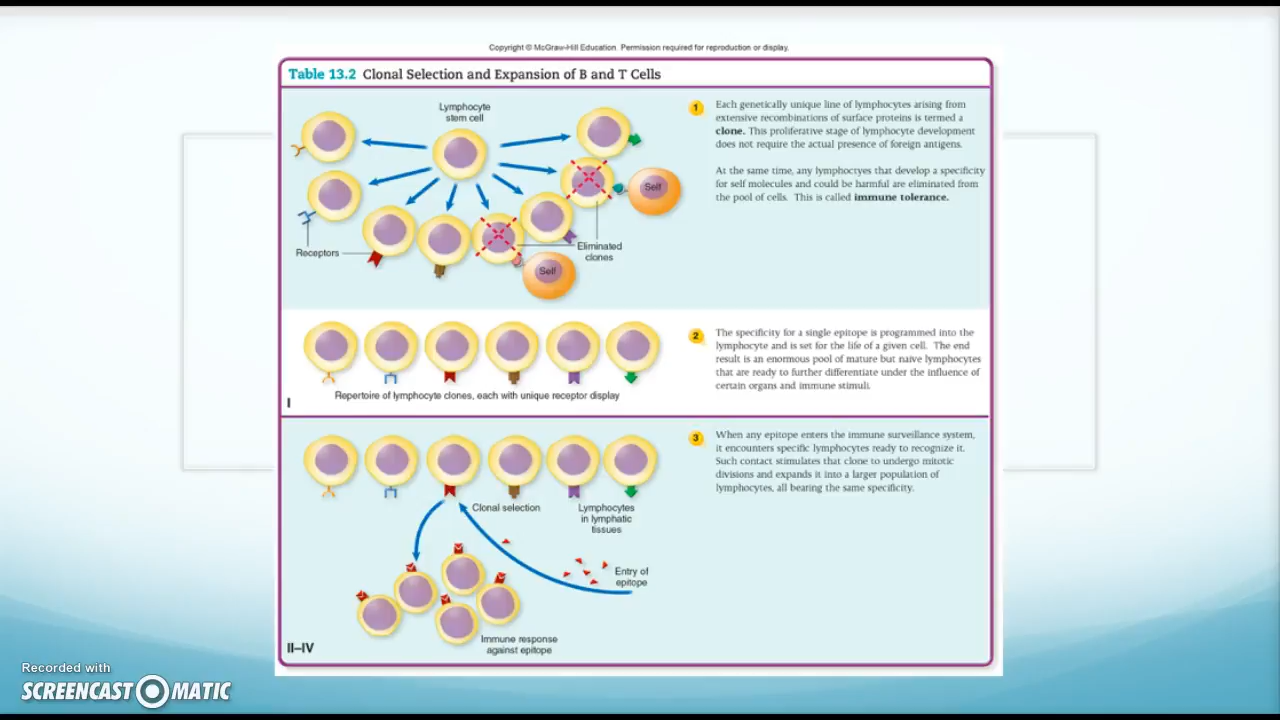 Copyright © McGraw-Hill Education. Permission required for reproduction or display.
Table 13.2 Clonal Selection and Expansion of B and T Cells
Lymphocyte
stem cell
Self
Receptors
Eliminated
clones
Self
1
Each genetically unique line of lymphocytes arising from
extensive recombinations of surface proteins is termed a
clone. This proliferative stage of lymphocyte development
does not require the actual presence of foreign antigens.
At the same time, any lymphoctyes that develop a specificity
for self molecules and could be harmful are eliminated from
the pool of cells. This is called immune tolerance.
Repertoire of lymphocyte clones, each with unique receptor display
I
2
The specificity for a single epitope is programmed into the
lymphocyte and is set for the life of a given cell. The end
result is an enormous pool of mature but naive lymphocytes
that are ready to further differentiate under the influence of
certain organs and immune stimuli.
Clonal selection
Lymphocytes
in lymphatic
tissues
Entry of
epitope
Immune response
against epitope
II–IV
3
When any epitope enters the immune surveillance system,
it encounters specific lymphocytes ready to recognize it.
Such contact stimulates that clone to undergo mitotic
divisions and expands it into a larger population of
lymphocytes, all bearing the same specificity.
Recorded with
SCREENCAST MATIC